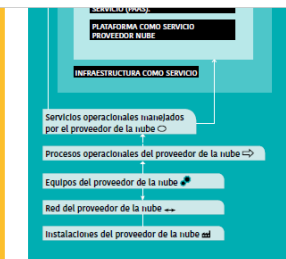 SERVICIO (PAAS).
PLATAFORMA COMO SERVICIO
PROVEEDOR NUBE
INFRAESTRUCTURA COMO SERVICIO
Servicios operacionales manejados
por el proveedor de la nube
Procesos operacionales del proveedor de la nube
Equipos del proveedor de la nube
Red del proveedor de la nube
Instalaciones del proveedor de la nube